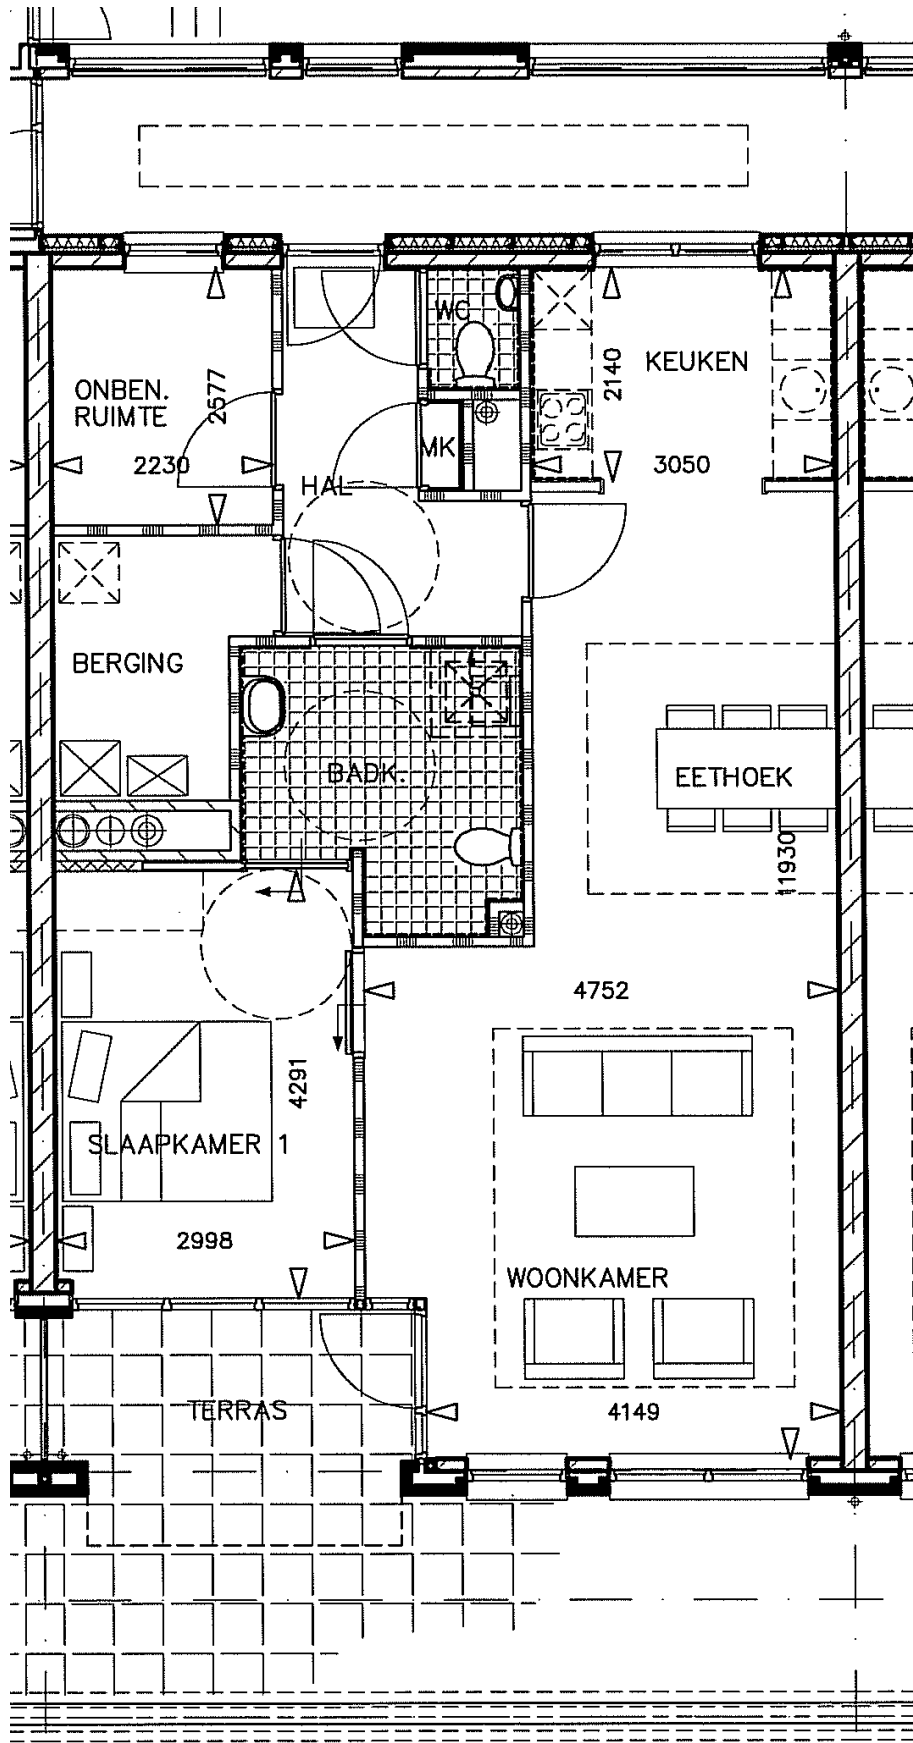 WC
KEUKEN
2140
ONBEN.
RUIMTE
2577
MK
2230
3050
HAL
BERGING
BADK.
EETHOEK
11930
4752
4291
SLAAPKAMER 1
2998
WOONKAMER
TERRAS
4149